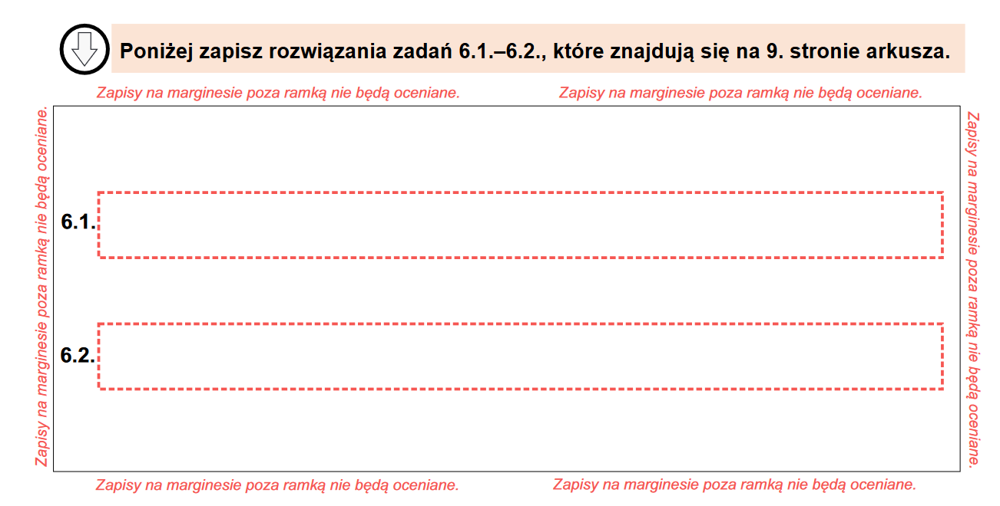 Poniżej zapisz rozwiązania zadań 6.1.–6.2., które znajdują się na 9. stronie arkusza.
Zapisy na marginesie poza ramką nie będą oceniane.
Zapisy na marginesie poza ramką nie będą oceniane.
Zapisy na marginesie poza ramką nie będą oceniane.
Zapisy na marginesie poza ramką nie będą oceniane.
6.1.
6.2.
Zapisy na marginesie poza ramką nie będą oceniane.
Zapisy na marginesie poza ramką nie będą oceniane.